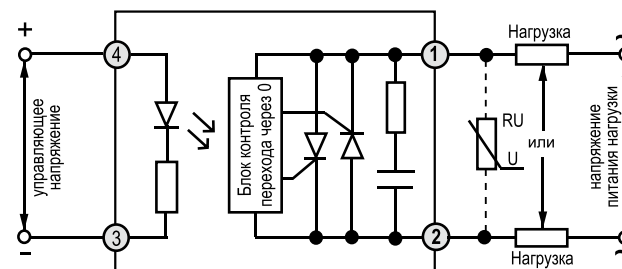 +
4
управляющее
напряжение
−
3
Блок контроля
перехода через 0
1
2
RU
U
Нагрузка
или
Нагрузка
~
напряжение
питания нагрузки
~